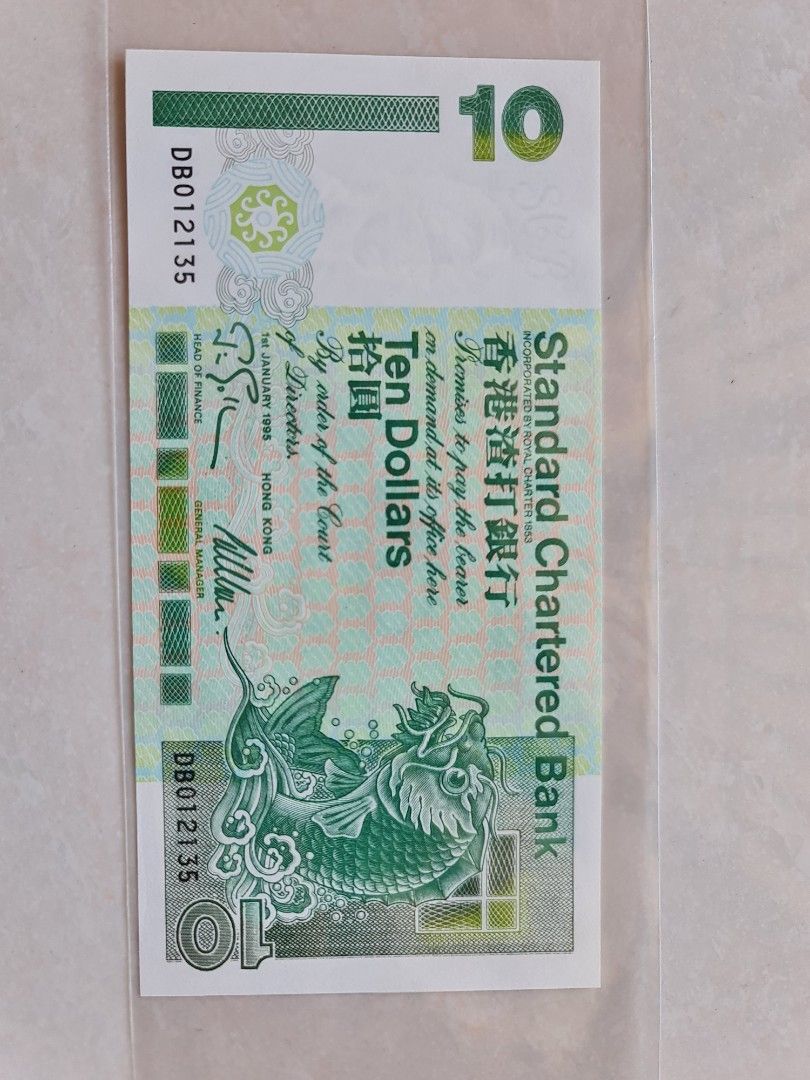 10
DB012135
Standard Chartered Bank
INCORPORATED BY ROYAL CHARTER 1853
香港渣打銀行
Promises to pay the bearer
on demand at its office here
Ten Dollars
拾圓
By order of the Court
of Directors
1st JANUARY 1995 HONG KONG
HEAD OF FINANCE GENERAL MANAGER
DB012135
10